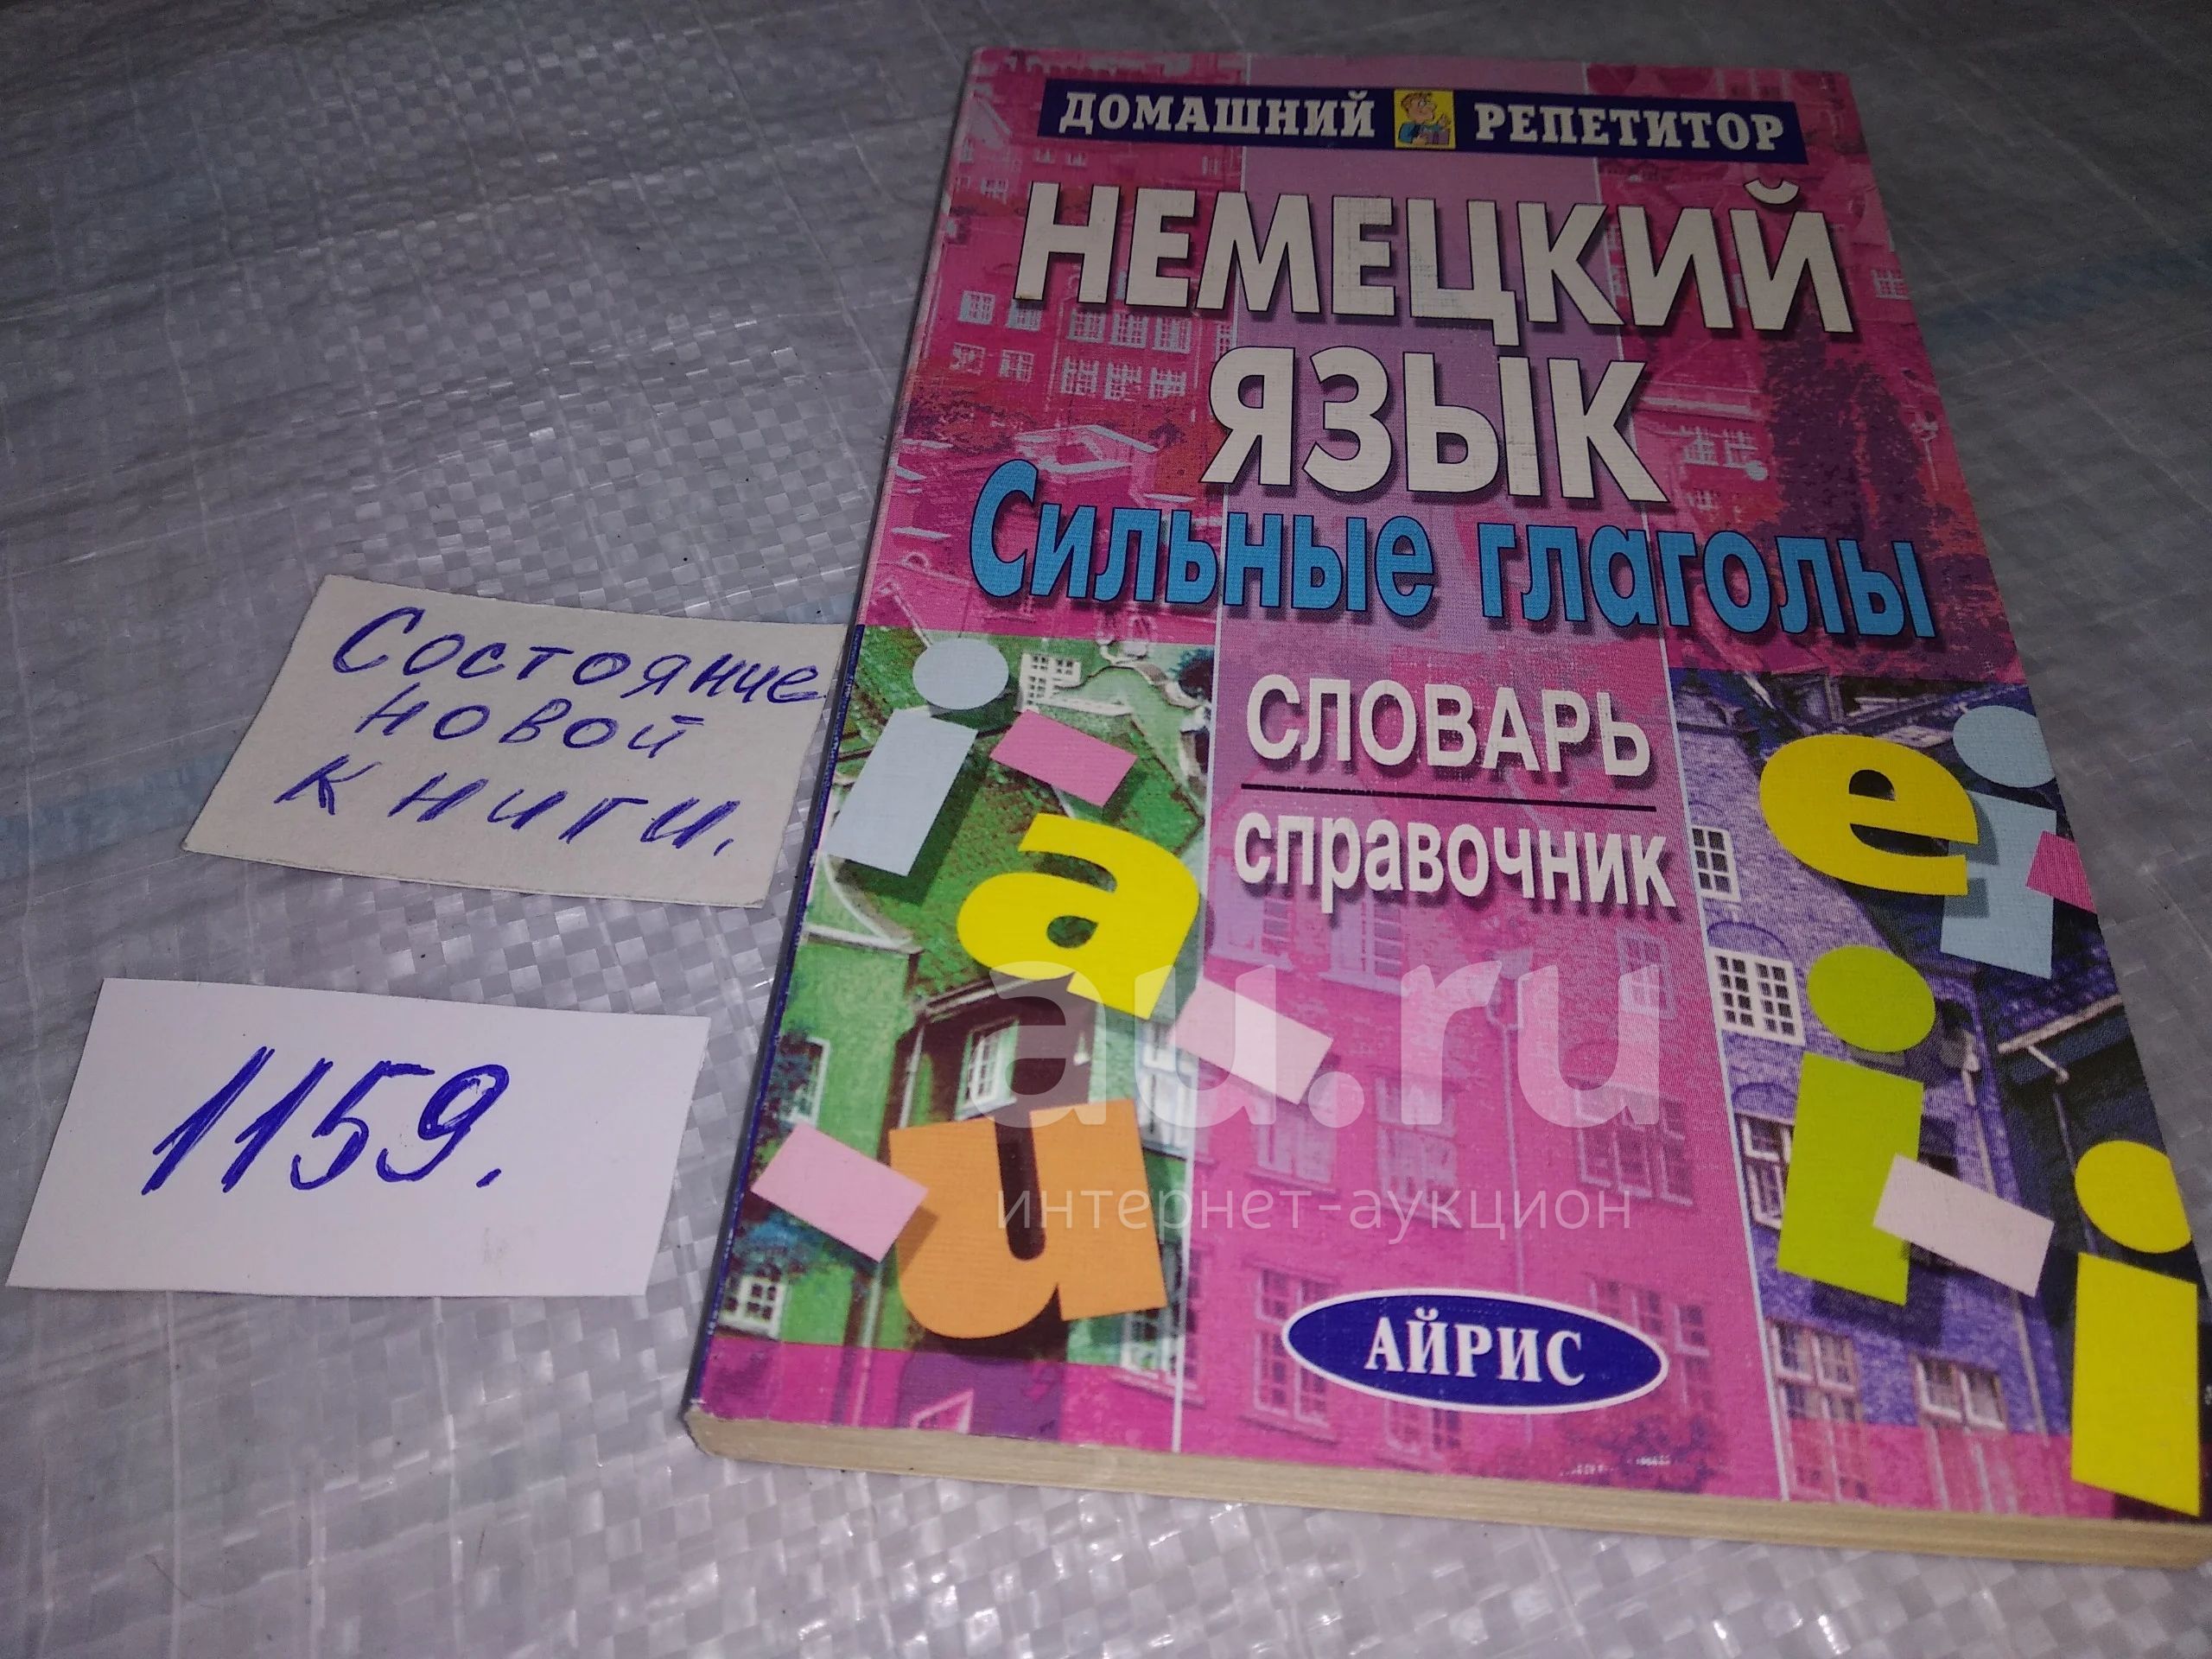 ДОМАШНИЙ РЕПЕТИТОР
НЕМЕЦКИЙ
ЯЗЫК
Сильные глаголы
СЛОВАРЬ
справочник
i a u
e i i i
АЙРИС
Состояние
новой
книги.
1159.
au.ru
интернет-аукцион